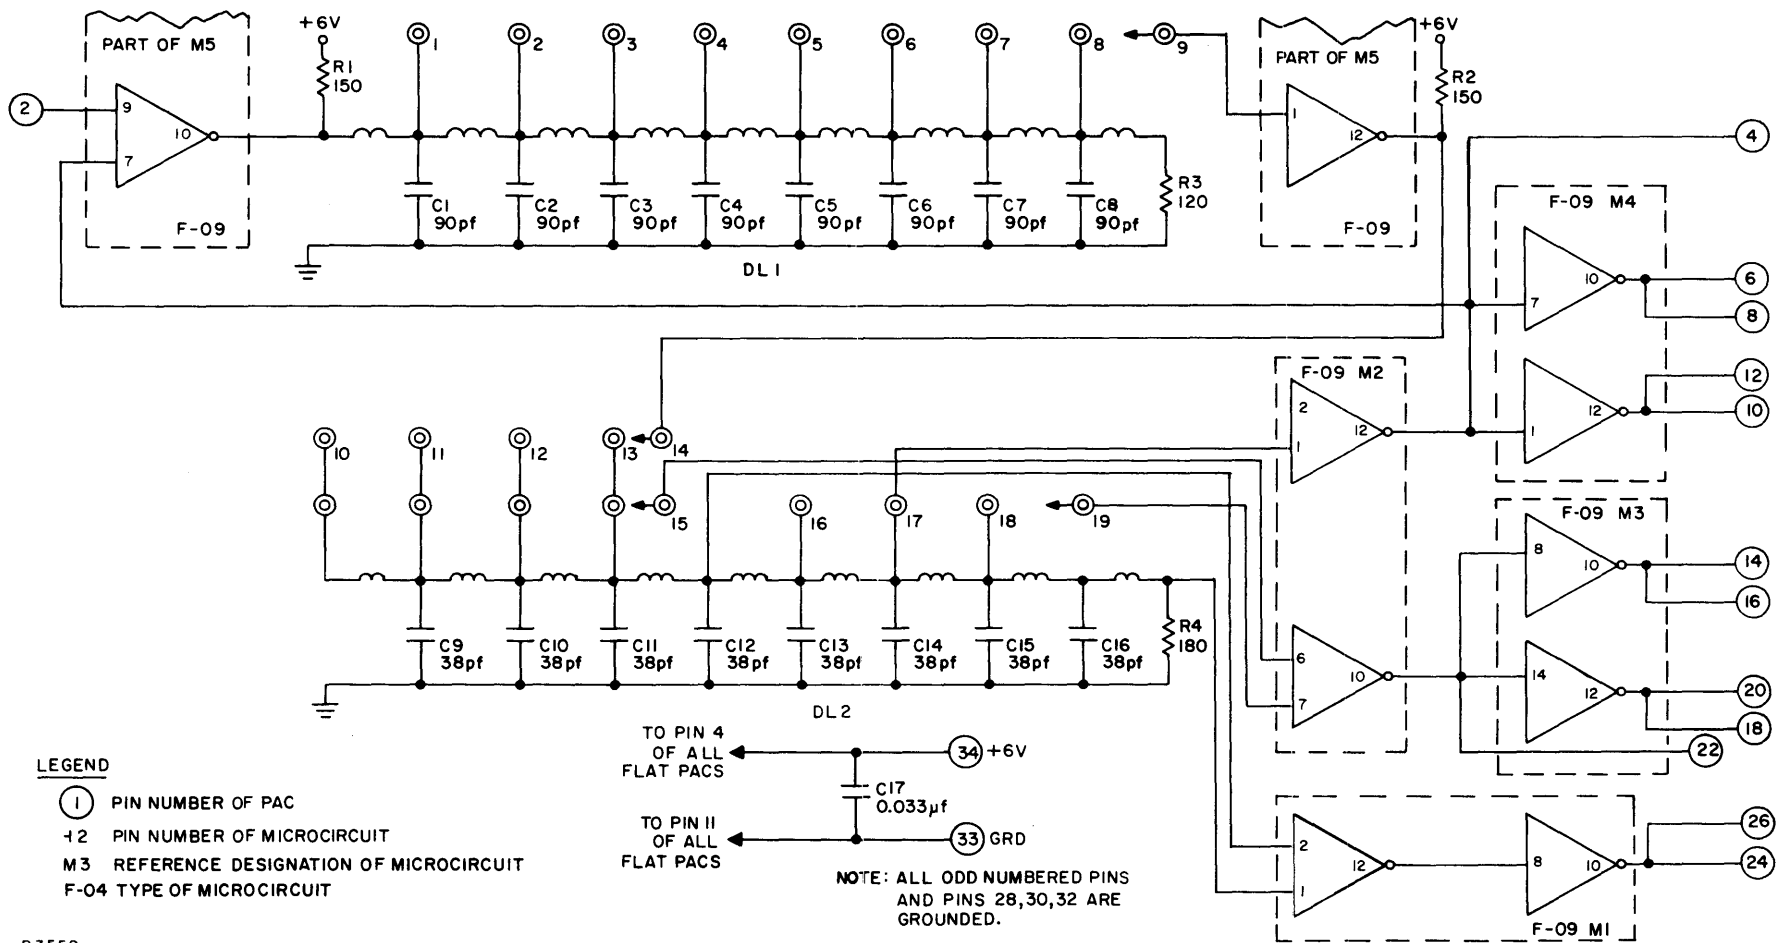 PART OF M5
+6V
1
2
3
4
5
6
7
8
9
PART OF M5
+6V
R1
150
R2
150
2
9
10
7
1
12
4
F-09
C1
90pf
C2
90pf
C3
90pf
C4
90pf
C5
90pf
C6
90pf
C7
90pf
C8
90pf
R3
120
F-09
DL1
F-09 M4
10
7
6
8
12
1
12
10
F-09 M2
2
1
12
10
11
12
13
14
15
16
17
18
19
F-09 M3
8
10
14
16
6
7
10
14
12
20
18
22
C9
38pf
C10
38pf
C11
38pf
C12
38pf
C13
38pf
C14
38pf
C15
38pf
C16
38pf
R4
180
DL2
TO PIN 4
OF ALL
FLAT PACS
34 +6V
C17
0.033µf
TO PIN 11
OF ALL
FLAT PACS
33 GRD
2
1
12
8
10
26
24
F-09 M1
NOTE: ALL ODD NUMBERED PINS
AND PINS 28,30,32 ARE
GROUNDED.
LEGEND
1 PIN NUMBER OF PAC
12 PIN NUMBER OF MICROCIRCUIT
M3 REFERENCE DESIGNATION OF MICROCIRCUIT
F-04 TYPE OF MICROCIRCUIT